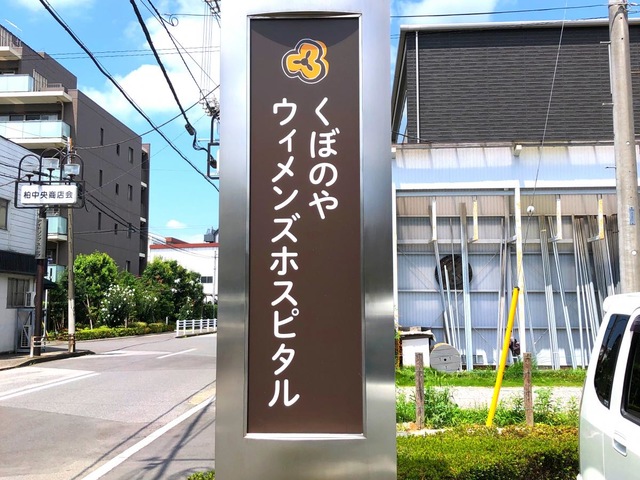 くぼのや
ウィメンズホスピタル
柏中央商店会